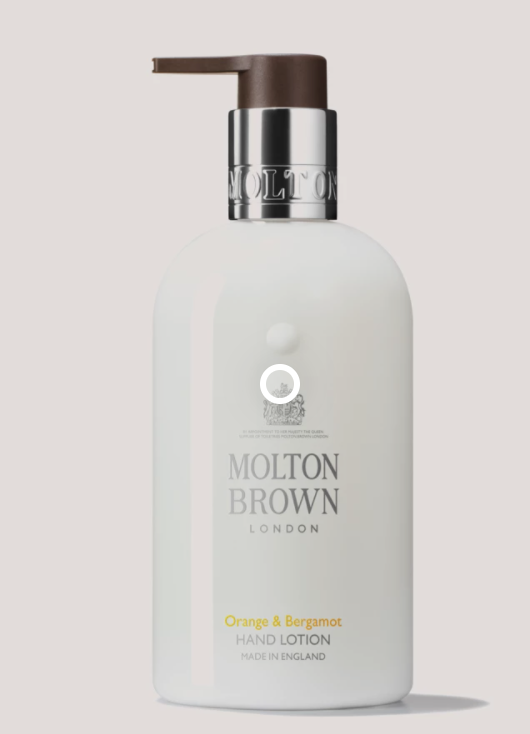 MOLTON
MOLTON
BROWN
LONDON
Orange & Bergamot
HAND LOTION
MADE IN ENGLAND